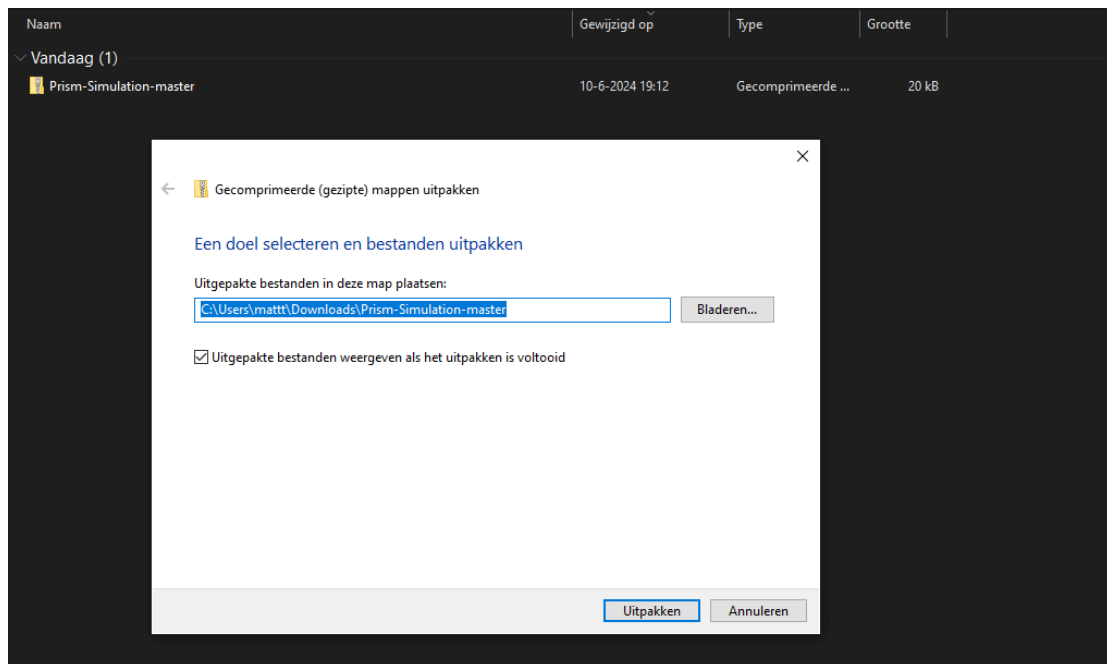 Naam Gewijzigd op Type Grootte
Vandaag (1)
Prism-Simulation-master 10-6-2024 19:12 Gecomprimeerde ... 20 kB
Gecomprimeerde (gezipte) mappen uitpakken
Een doel selecteren en bestanden uitpakken
Uitgepakte bestanden in deze map plaatsen:
C:\Users\mattt\Downloads\Prism-Simulation-master Bladeren...
Uitgepakte bestanden weergeven als het uitpakken is voltooid
Uitpakken Annuleren